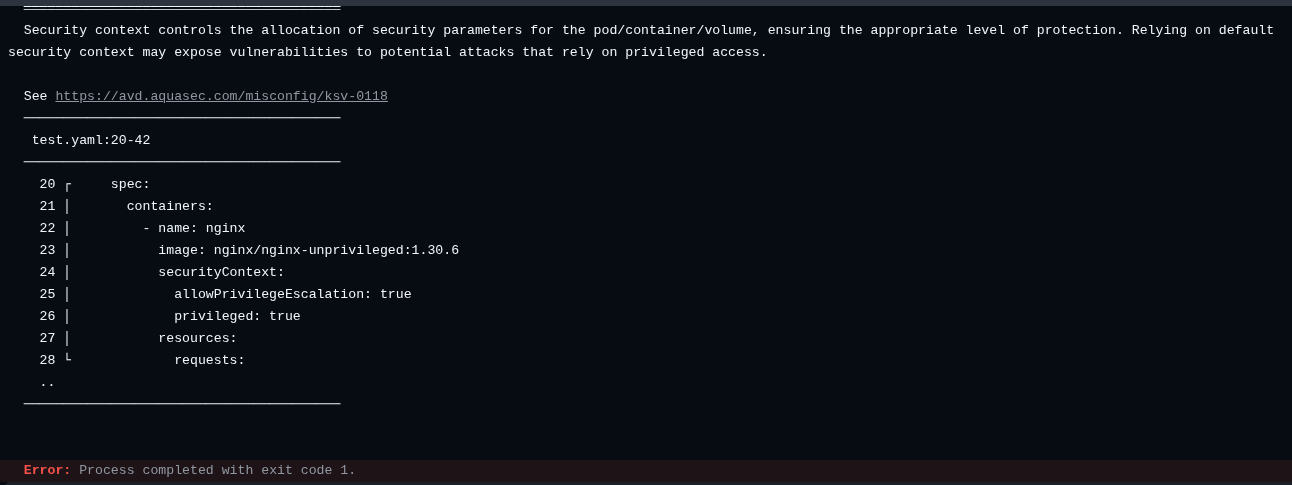 Security context controls the allocation of security parameters for the pod/container/volume, ensuring the appropriate level of protection. Relying on default
security context may expose vulnerabilities to potential attacks that rely on privileged access.
See https://avd.aquasec.com/misconfig/ksv-0118
test.yaml:20-42
20 ┌     spec:
21 │       containers:
22 │         - name: nginx
23 │           image: nginx/nginx-unprivileged:1.30.6
24 │           securityContext:
25 │             allowPrivilegeEscalation: true
26 │             privileged: true
27 │           resources:
28 └             requests:
..
Error: Process completed with exit code 1.